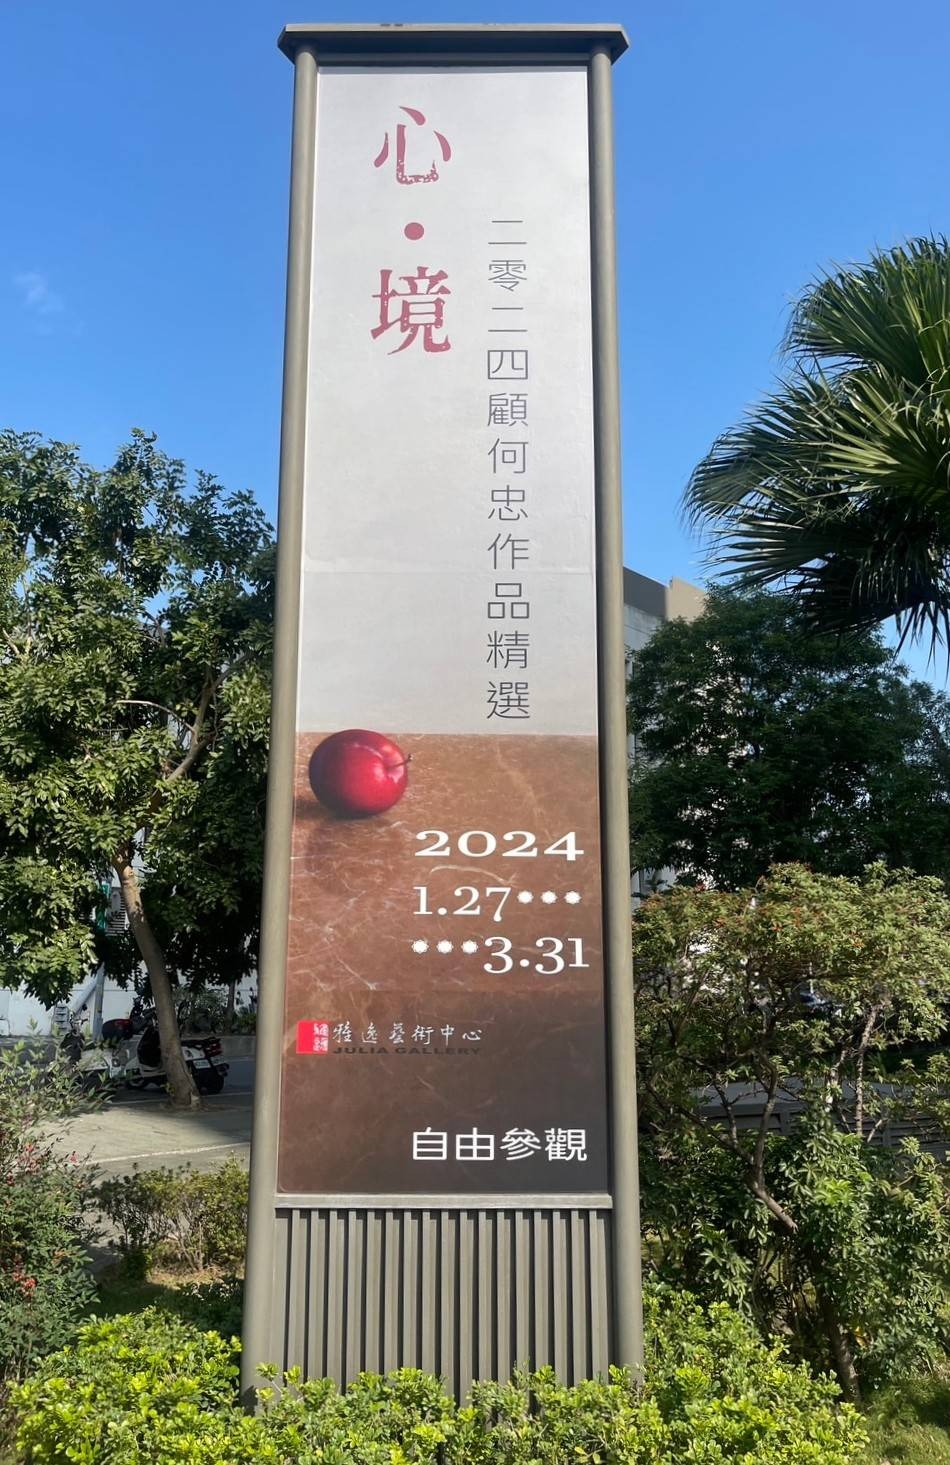 心・境
二零二四顧何忠作品精選
2024
1.27•••
•••3.31
雅逸藝術中心
JULIA GALLERY
自由參觀